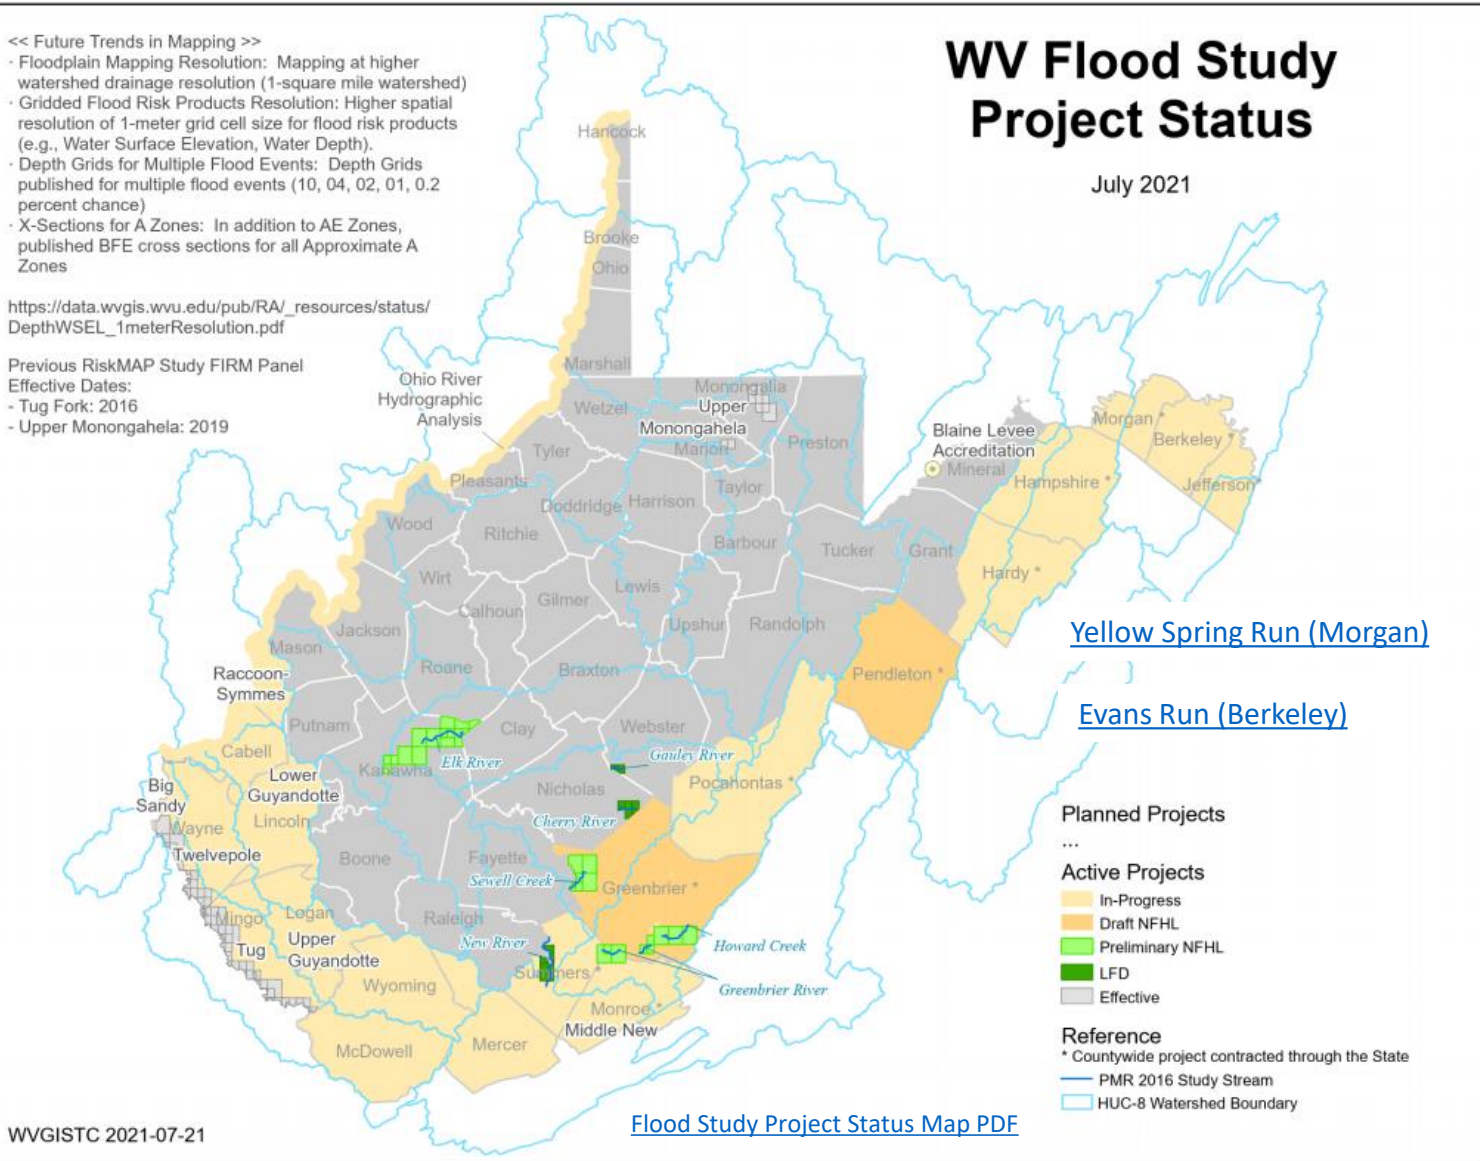 << Future Trends in Mapping >>
· Floodplain Mapping Resolution: Mapping at higher
watershed drainage resolution (1-square mile watershed)
· Gridded Flood Risk Products Resolution: Higher spatial
resolution of 1-meter grid cell size for flood risk products
(e.g., Water Surface Elevation, Water Depth).
· Depth Grids for Multiple Flood Events: Depth Grids
published for multiple flood events (10, 04, 02, 01, 0.2
percent chance)
· X-Sections for A Zones: In addition to AE Zones,
published BFE cross sections for all Approximate A
Zones
https://data.wvgis.wvu.edu/pub/RA/_resources/status/
DepthWSEL_1meterResolution.pdf
Previous RiskMAP Study FIRM Panel
Effective Dates:
- Tug Fork: 2016
- Upper Monongahela: 2019
WV Flood Study
Project Status
July 2021
Hancock
Brooke
Ohio
Marshall
Ohio River
Hydrographic
Analysis
Wetzel
Monongalia
Upper
Monongahela
Marion
Preston
Tyler
Pleasants
Doddridge
Harrison
Taylor
Blaine Levee
Accreditation
Mineral
Morgan *
Berkeley *
Hampshire *
Jefferson*
Wood
Ritchie
Barbour
Tucker
Grant
Hardy *
Wirt
Calhoun
Gilmer
Lewis
Upshur
Randolph
Jackson
Mason
Roane
Braxton
Pendleton *
Raccoon-
Symmes
Putnam
Clay
Webster
Cabell
Kanawha
Elk River
Gauley River
Pocahontas *
Nicholas
Lower
Guyandotte
Big
Sandy
Wayne
Lincoln
Cherry River
Twelvepole
Boone
Fayette
Sewell Creek
Greenbrier *
Mingo
Logan
Raleigh
New River
Howard Creek
Tug
Upper
Guyandotte
Summers *
Greenbrier River
Wyoming
Monroe *
Middle New
McDowell
Mercer
Yellow Spring Run (Morgan)
Evans Run (Berkeley)
Planned Projects
...
Active Projects
In-Progress
Draft NFHL
Preliminary NFHL
LFD
Effective
Reference
* Countywide project contracted through the State
PMR 2016 Study Stream
HUC-8 Watershed Boundary
Flood Study Project Status Map PDF
WVGISTC 2021-07-21